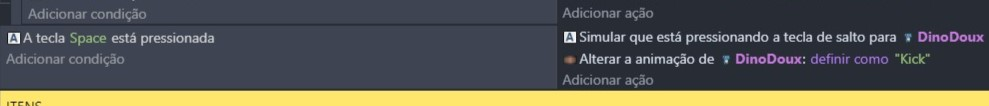 Adicionar condição
Adicionar ação
A tecla Space está pressionada
Simular que está pressionando a tecla de salto para DinoDoux
Adicionar condição
Alterar a animação de DinoDoux: definir como "Kick"
Adicionar ação
ITENS